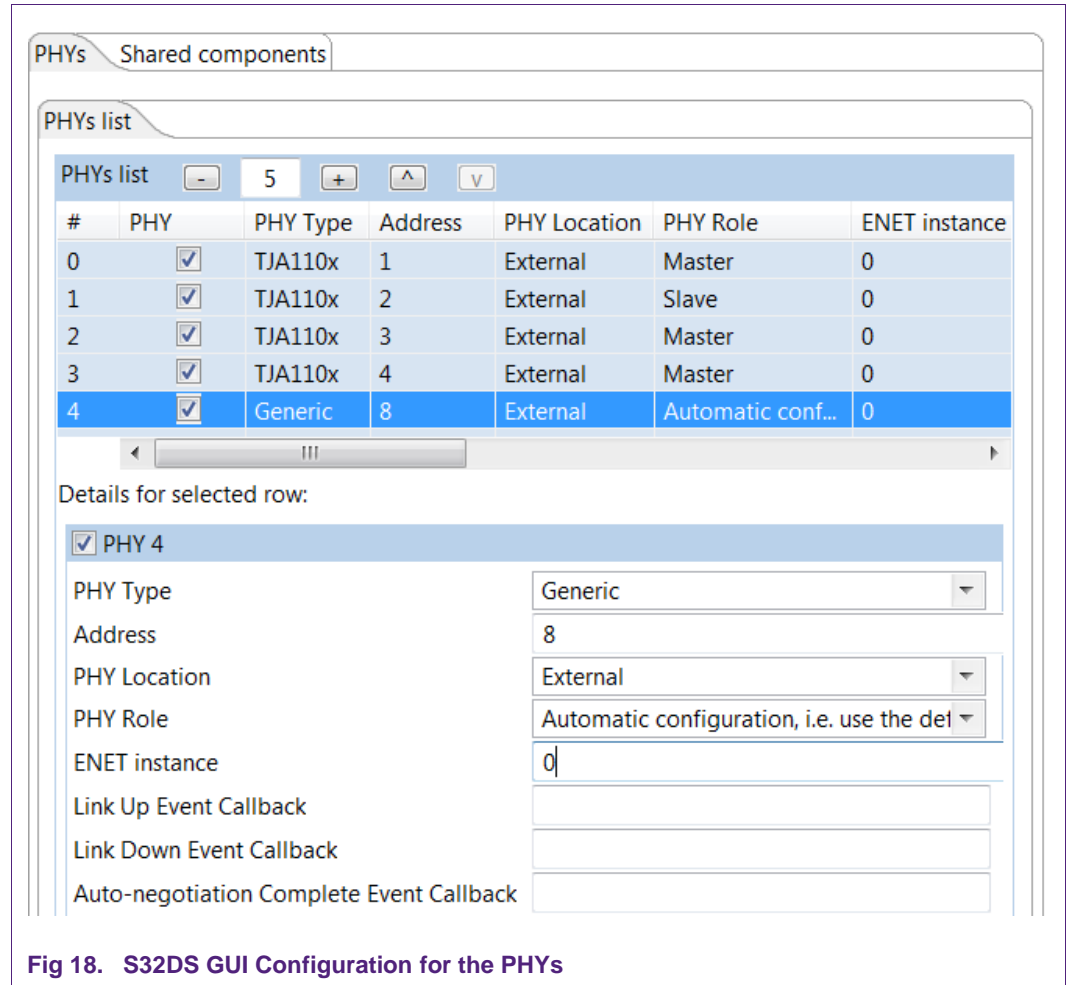 PHYs Shared components
PHYs list
PHYs list - 5 + ^ v
# PHY PHY Type Address PHY Location PHY Role ENET instance
0 TJA110x 1 External Master 0
1 TJA110x 2 External Slave 0
2 TJA110x 3 External Master 0
3 TJA110x 4 External Master 0
4 Generic 8 External Automatic conf... 0
Details for selected row:
PHY 4
PHY Type Generic
Address 8
PHY Location External
PHY Role Automatic configuration, i.e. use the def
ENET instance 0
Link Up Event Callback
Link Down Event Callback
Auto-negotiation Complete Event Callback
Fig 18. S32DS GUI Configuration for the PHYs